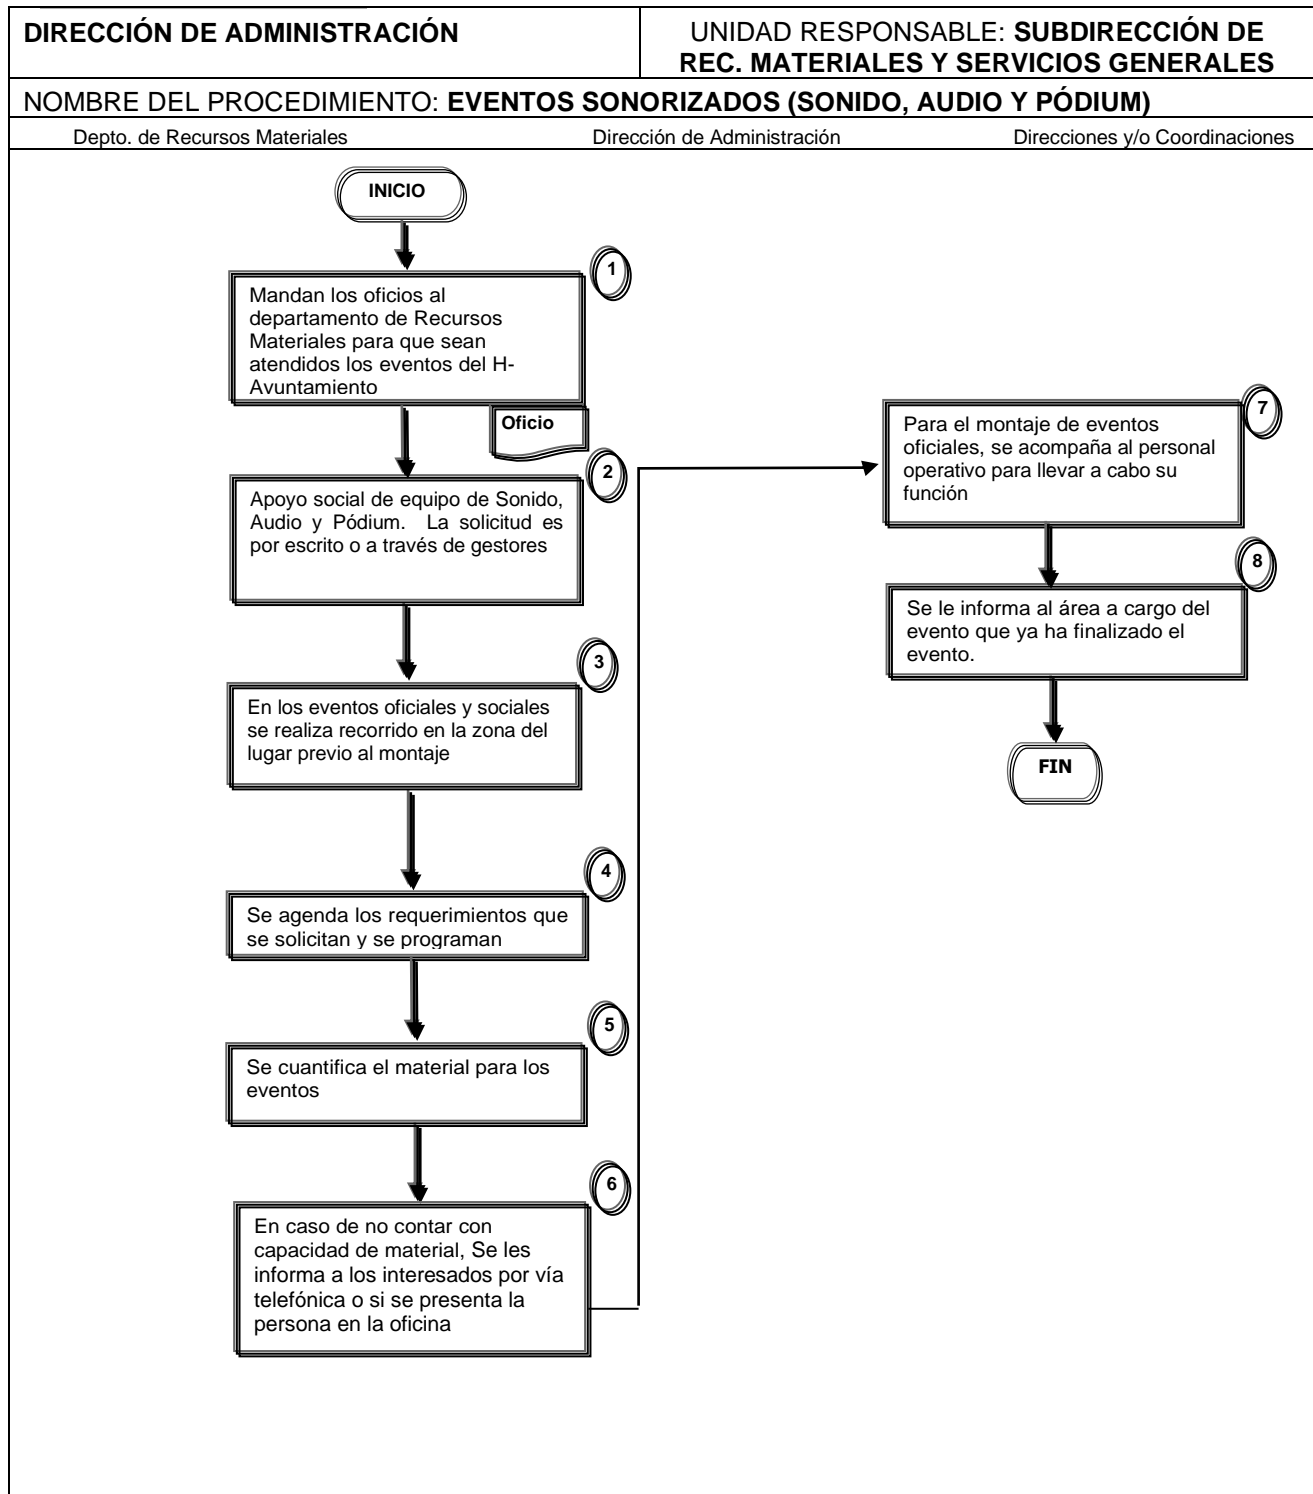 DIRECCIÓN DE ADMINISTRACIÓN
UNIDAD RESPONSABLE: SUBDIRECCIÓN DE
REC. MATERIALES Y SERVICIOS GENERALES
NOMBRE DEL PROCEDIMIENTO: EVENTOS SONORIZADOS (SONIDO, AUDIO Y PÓDIUM)
Depto. de Recursos Materiales
Dirección de Administración
Direcciones y/o Coordinaciones
INICIO
1
Mandan los oficios al
departamento de Recursos
Materiales para que sean
atendidos los eventos del H-
Avuntamiento
Oficio
2
Apoyo social de equipo de Sonido,
Audio y Pódium. La solicitud es
por escrito o a través de gestores
3
En los eventos oficiales y sociales
se realiza recorrido en la zona del
lugar previo al montaje
4
Se agenda los requerimientos que
se solicitan y se programan
5
Se cuantifica el material para los
eventos
6
En caso de no contar con
capacidad de material, Se les
informa a los interesados por vía
telefónica o si se presenta la
persona en la oficina
7
Para el montaje de eventos
oficiales, se acompaña al personal
operativo para llevar a cabo su
función
8
Se le informa al área a cargo del
evento que ya ha finalizado el
evento.
FIN